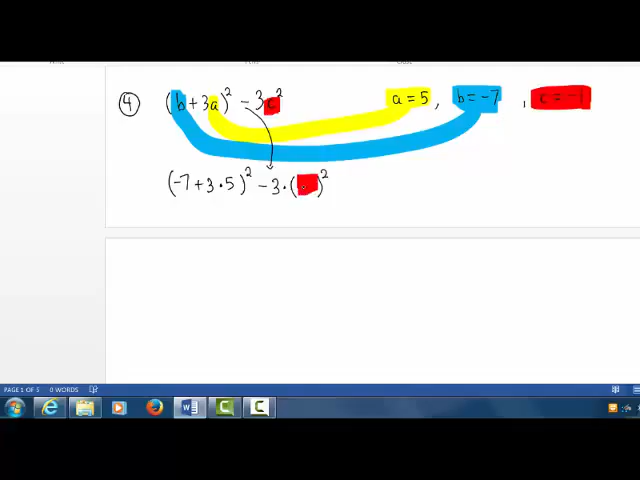 ④ (b + 3a)² − 3c² a = 5, b = −7, c = −1
(−7 + 3 · 5)² − 3 · ( )²
PAGE 1 OF 5 0 WORDS